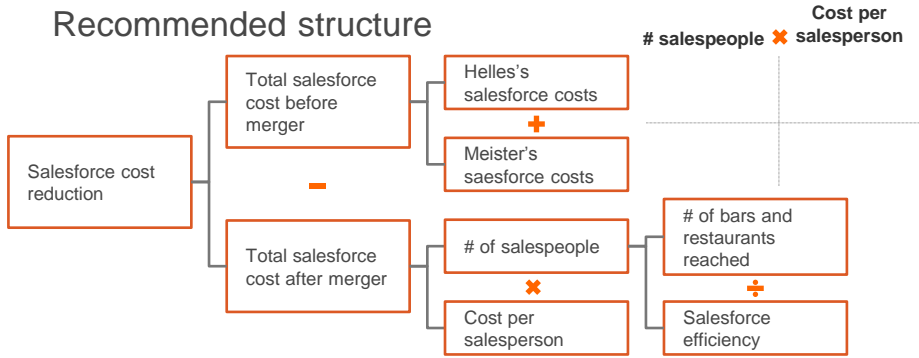 Recommended structure
# salespeople ✖ Cost per
salesperson
Total salesforce
cost before
merger
Helles's
salesforce costs
+
Meister's
saesforce costs
Salesforce cost
reduction
−
Total salesforce
cost after merger
# of salespeople
✖
Cost per
salesperson
# of bars and
restaurants
reached
÷
Salesforce
efficiency